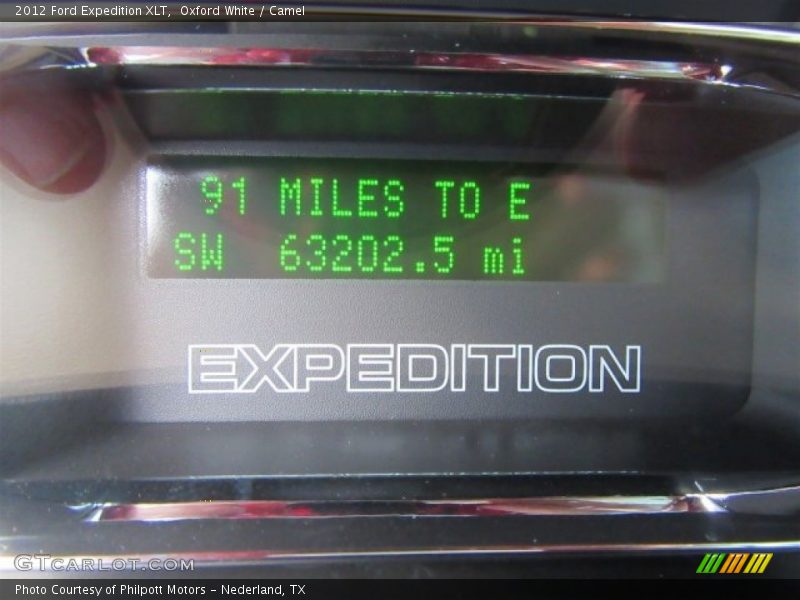 2012 Ford Expedition XLT,  Oxford White / Camel
91 MILES TO E
SW 63202.5 mi
EXPEDITION
GTCARLOT.COM
Photo Courtesy of Philpott Motors - Nederland, TX